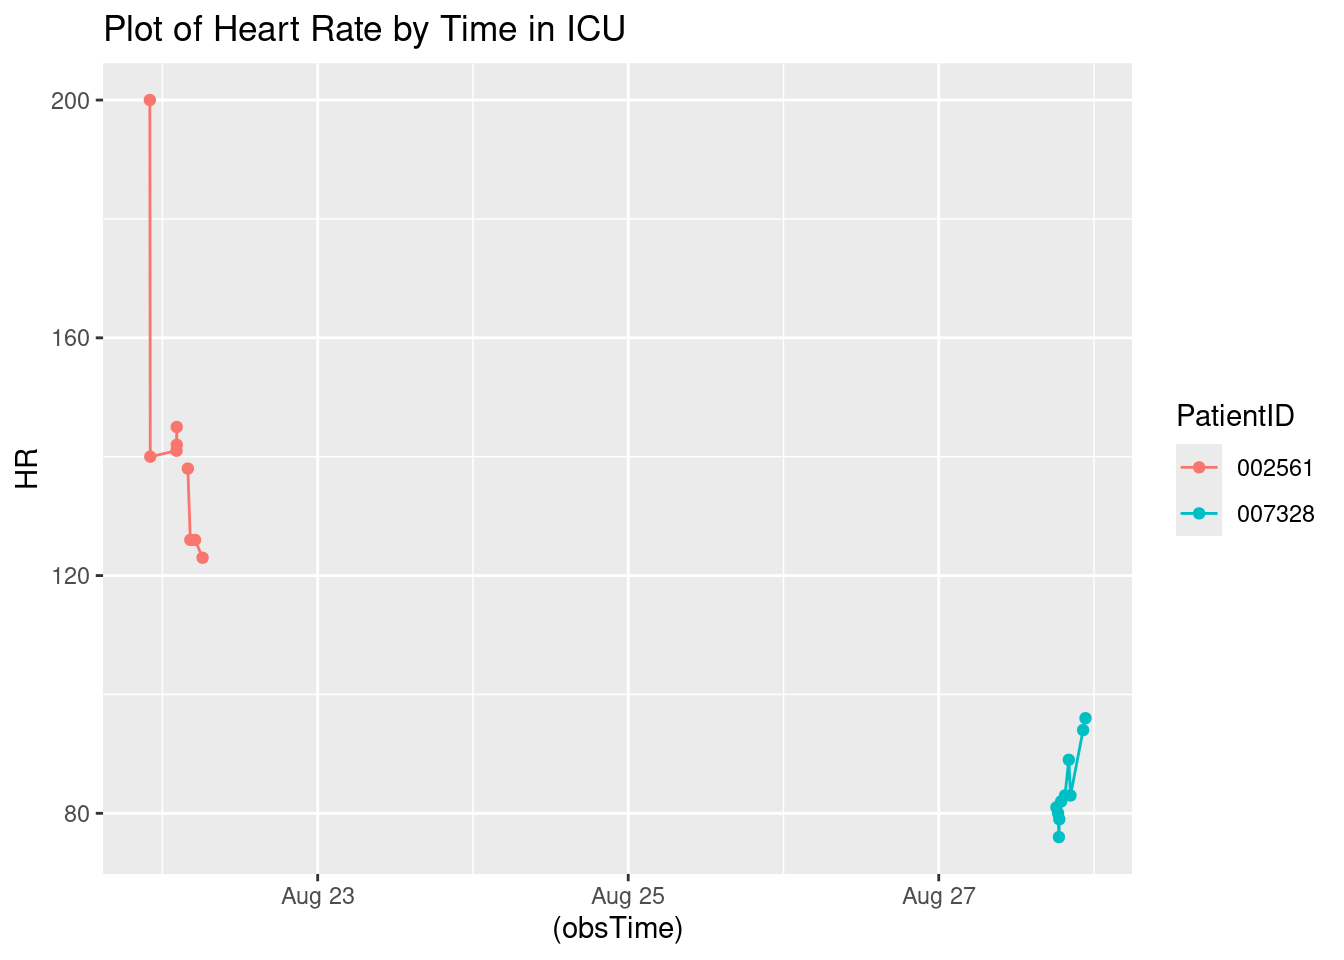 Plot of Heart Rate by Time in ICU
200
160
120
80
HR
Aug 23
Aug 25
Aug 27
(obsTime)
PatientID
002561
007328